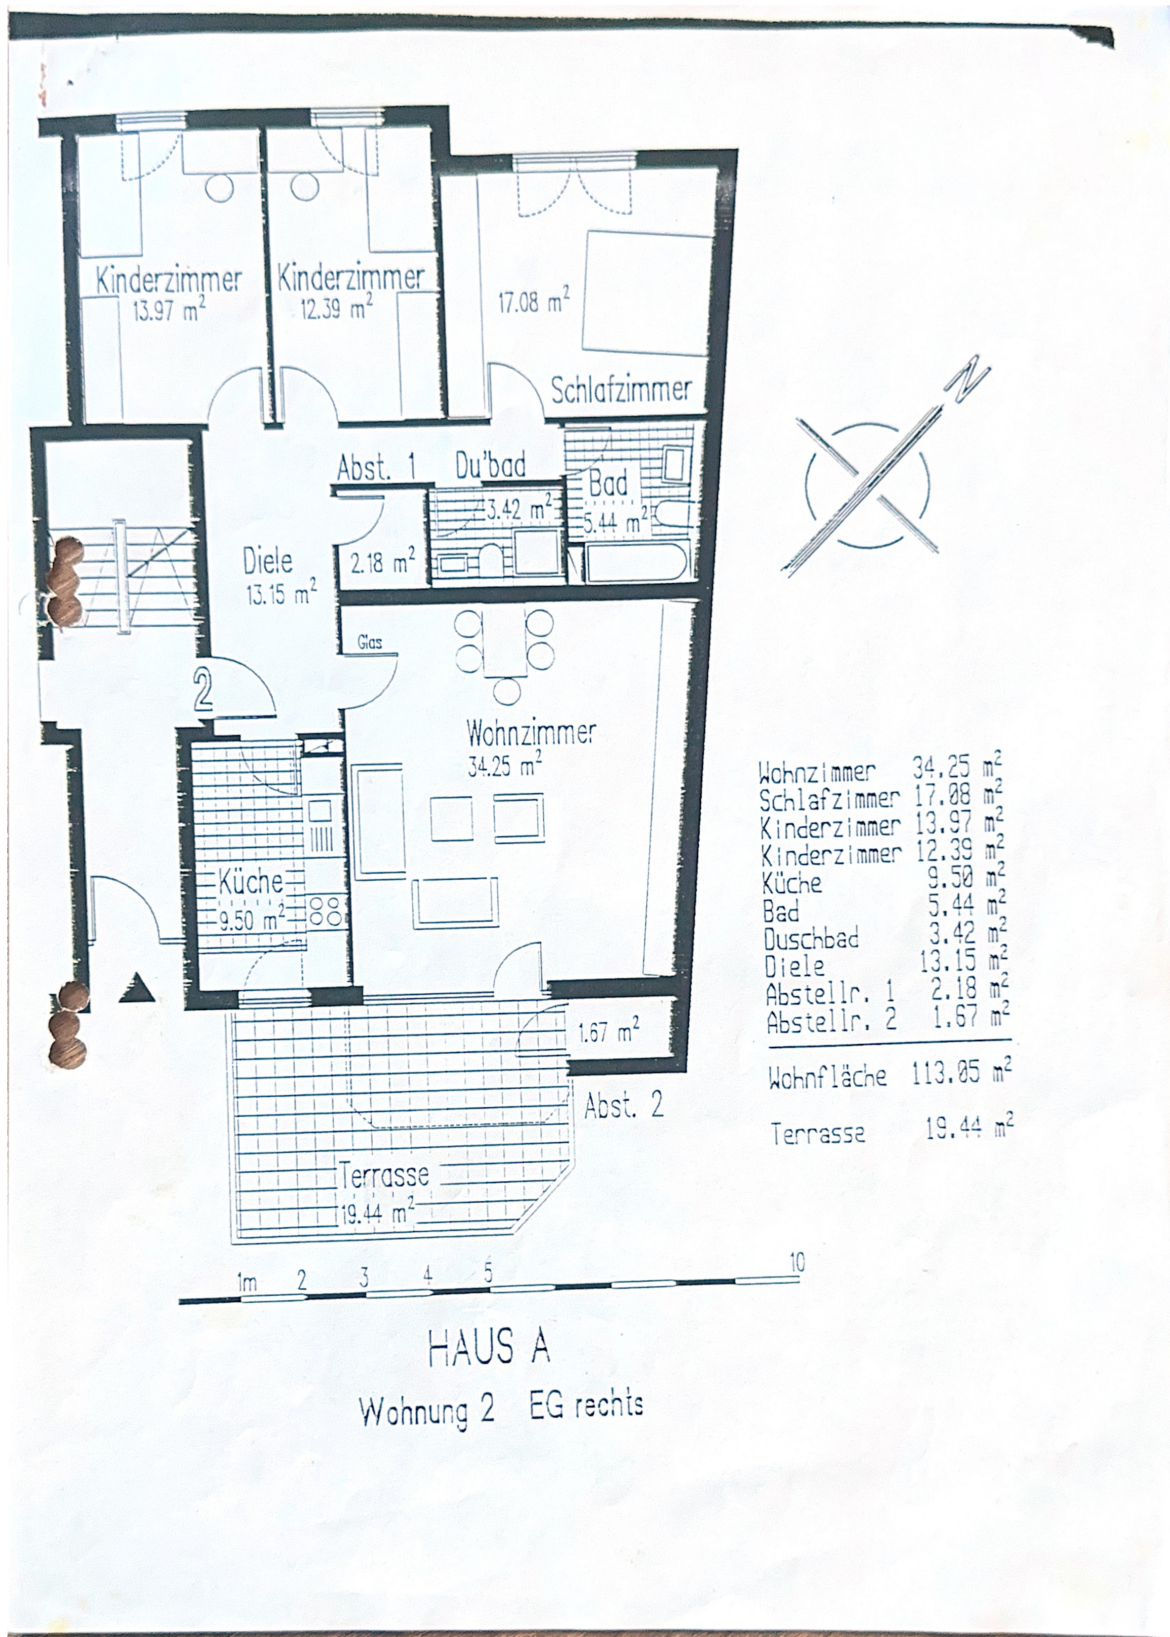 Kinderzimmer
13.97 m²
Kinderzimmer
12.39 m²
17.08 m²
Schlafzimmer
N
Abst. 1
Du'bad
Bad
3.42 m²
5.44 m²
Diele
13.15 m²
2.18 m²
Glas
2
Wohnzimmer
34.25 m²
Küche
9.50 m²
1.67 m²
Abst. 2
Terrasse
19.44 m²
Wohnzimmer 34.25 m²
Schlafzimmer 17.08 m²
Kinderzimmer 13.97 m²
Kinderzimmer 12.39 m²
Küche 9.50 m²
Bad 5.44 m²
Duschbad 3.42 m²
Diele 13.15 m²
Abstellr. 1 2.18 m²
Abstellr. 2 1.67 m²
Wohnfläche 113.05 m²
Terrasse 19.44 m²
1m 2 3 4 5 10
HAUS A
Wohnung 2 EG rechts